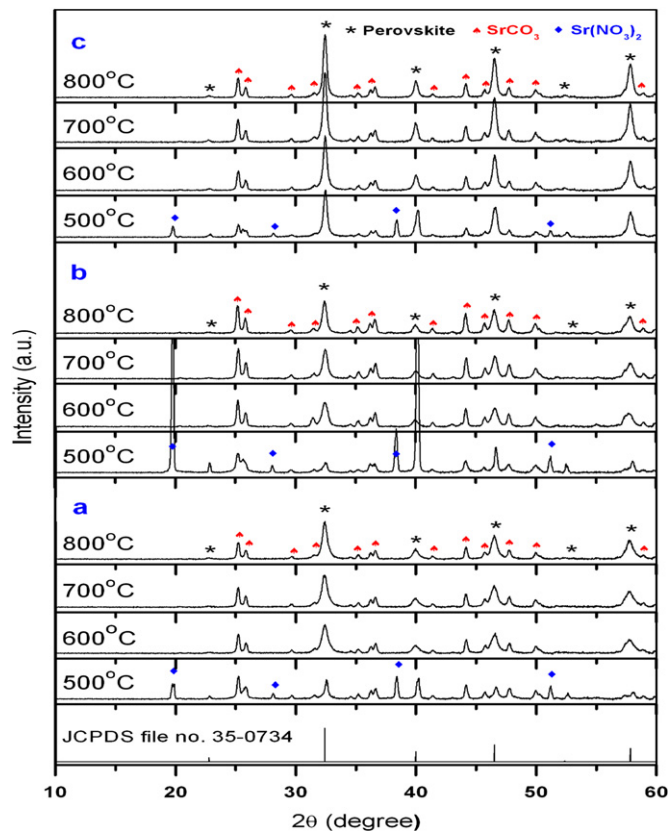 c * Perovskite SrCO₃ Sr(NO₃)₂
800°C
700°C
600°C
500°C
b
800°C
700°C
600°C
500°C
a
800°C
700°C
600°C
500°C
JCPDS file no. 35-0734
10 20 30 40 50 60
2θ (degree)
Intensity (a.u.)